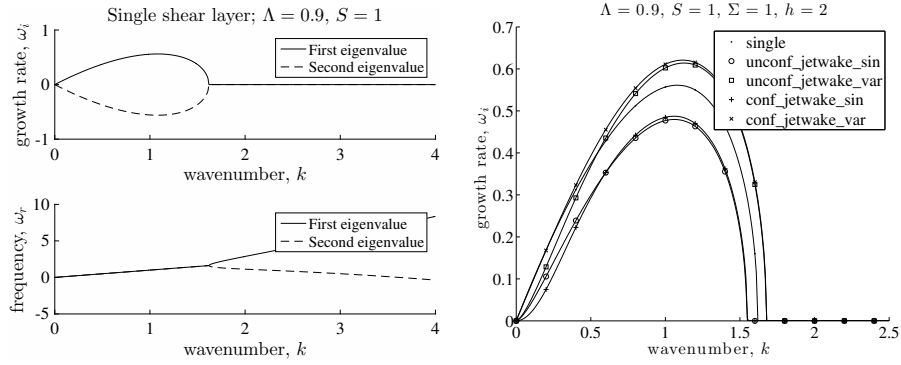 Single shear layer; Λ = 0.9, S = 1
1
0
-1
growth rate, ωi
First eigenvalue
Second eigenvalue
0 1 2 3 4
wavenumber, k
10
5
0
-5
frequency, ωr
First eigenvalue
Second eigenvalue
0 1 2 3 4
wavenumber, k
Λ = 0.9, S = 1, Σ = 1, h = 2
0.7
0.6
0.5
0.4
0.3
0.2
0.1
0
growth rate, ωi
single
unconf_jetwake_sin
unconf_jetwake_var
conf_jetwake_sin
conf_jetwake_var
0 0.5 1 1.5 2 2.5
wavenumber, k